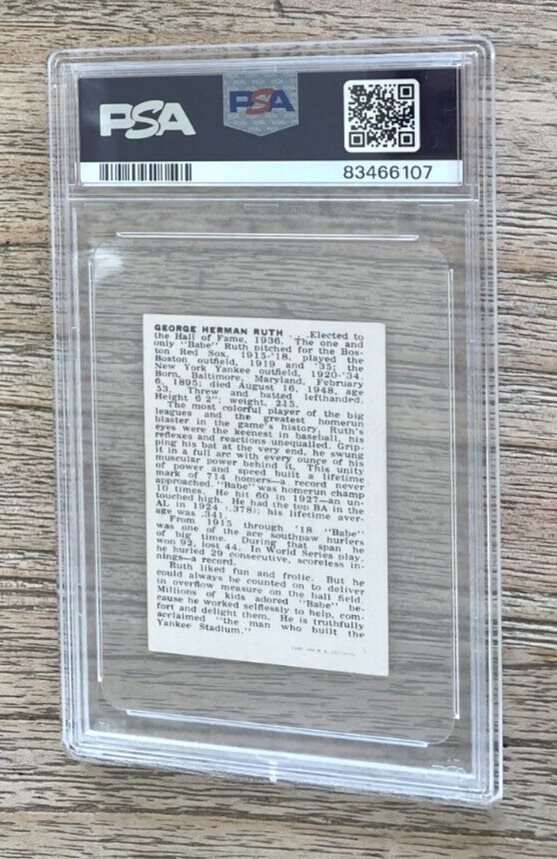 PSA
PSA
83466107
GEORGE HERMAN RUTH . . .Elected to
the Hall of Fame, 1936. The one and
only "Babe" Ruth pitched for the Bos-
ton Red Sox, 1915-'18, played the
Boston outfield, 1919 and '35; the
New York Yankee outfield, 1920-'34.
Born, Baltimore, Maryland, February
6, 1895; died August 16, 1948, age
53. Threw and batted lefthanded.
Height 6'2"; weight, 215.
The most colorful player of the big
leagues and the greatest homerun
blaster in the game's history, Ruth's
eyes were the keenest in baseball, his
reflexes and reactions unequalled. Grip-
ping his bat at the very end, he swung
it in a full arc with every ounce of his
muscular power behind it. This unity
of power and speed built a lifetime
mark of 714 homers—a record never
approached. "Babe" was homerun champ
10 times. He hit 60 in 1927—an un-
touched high. He had the top BA in the
AL in 1924 (.378); his lifetime aver-
age was .341.
From 1915 through '18 "Babe"
was one of the ace southpaw hurlers
of big time. During that span he
won 92, lost 44. In World Series play,
he hurled 29 consecutive, scoreless in-
nings—a record.
Ruth liked fun and frolic. But he
could always be counted on to deliver
in overflow measure on the ball field.
Millions of kids adored "Babe" be-
cause he worked selflessly to help, com-
fort and delight them. He is truthfully
acclaimed "the man who built the
Yankee Stadium."